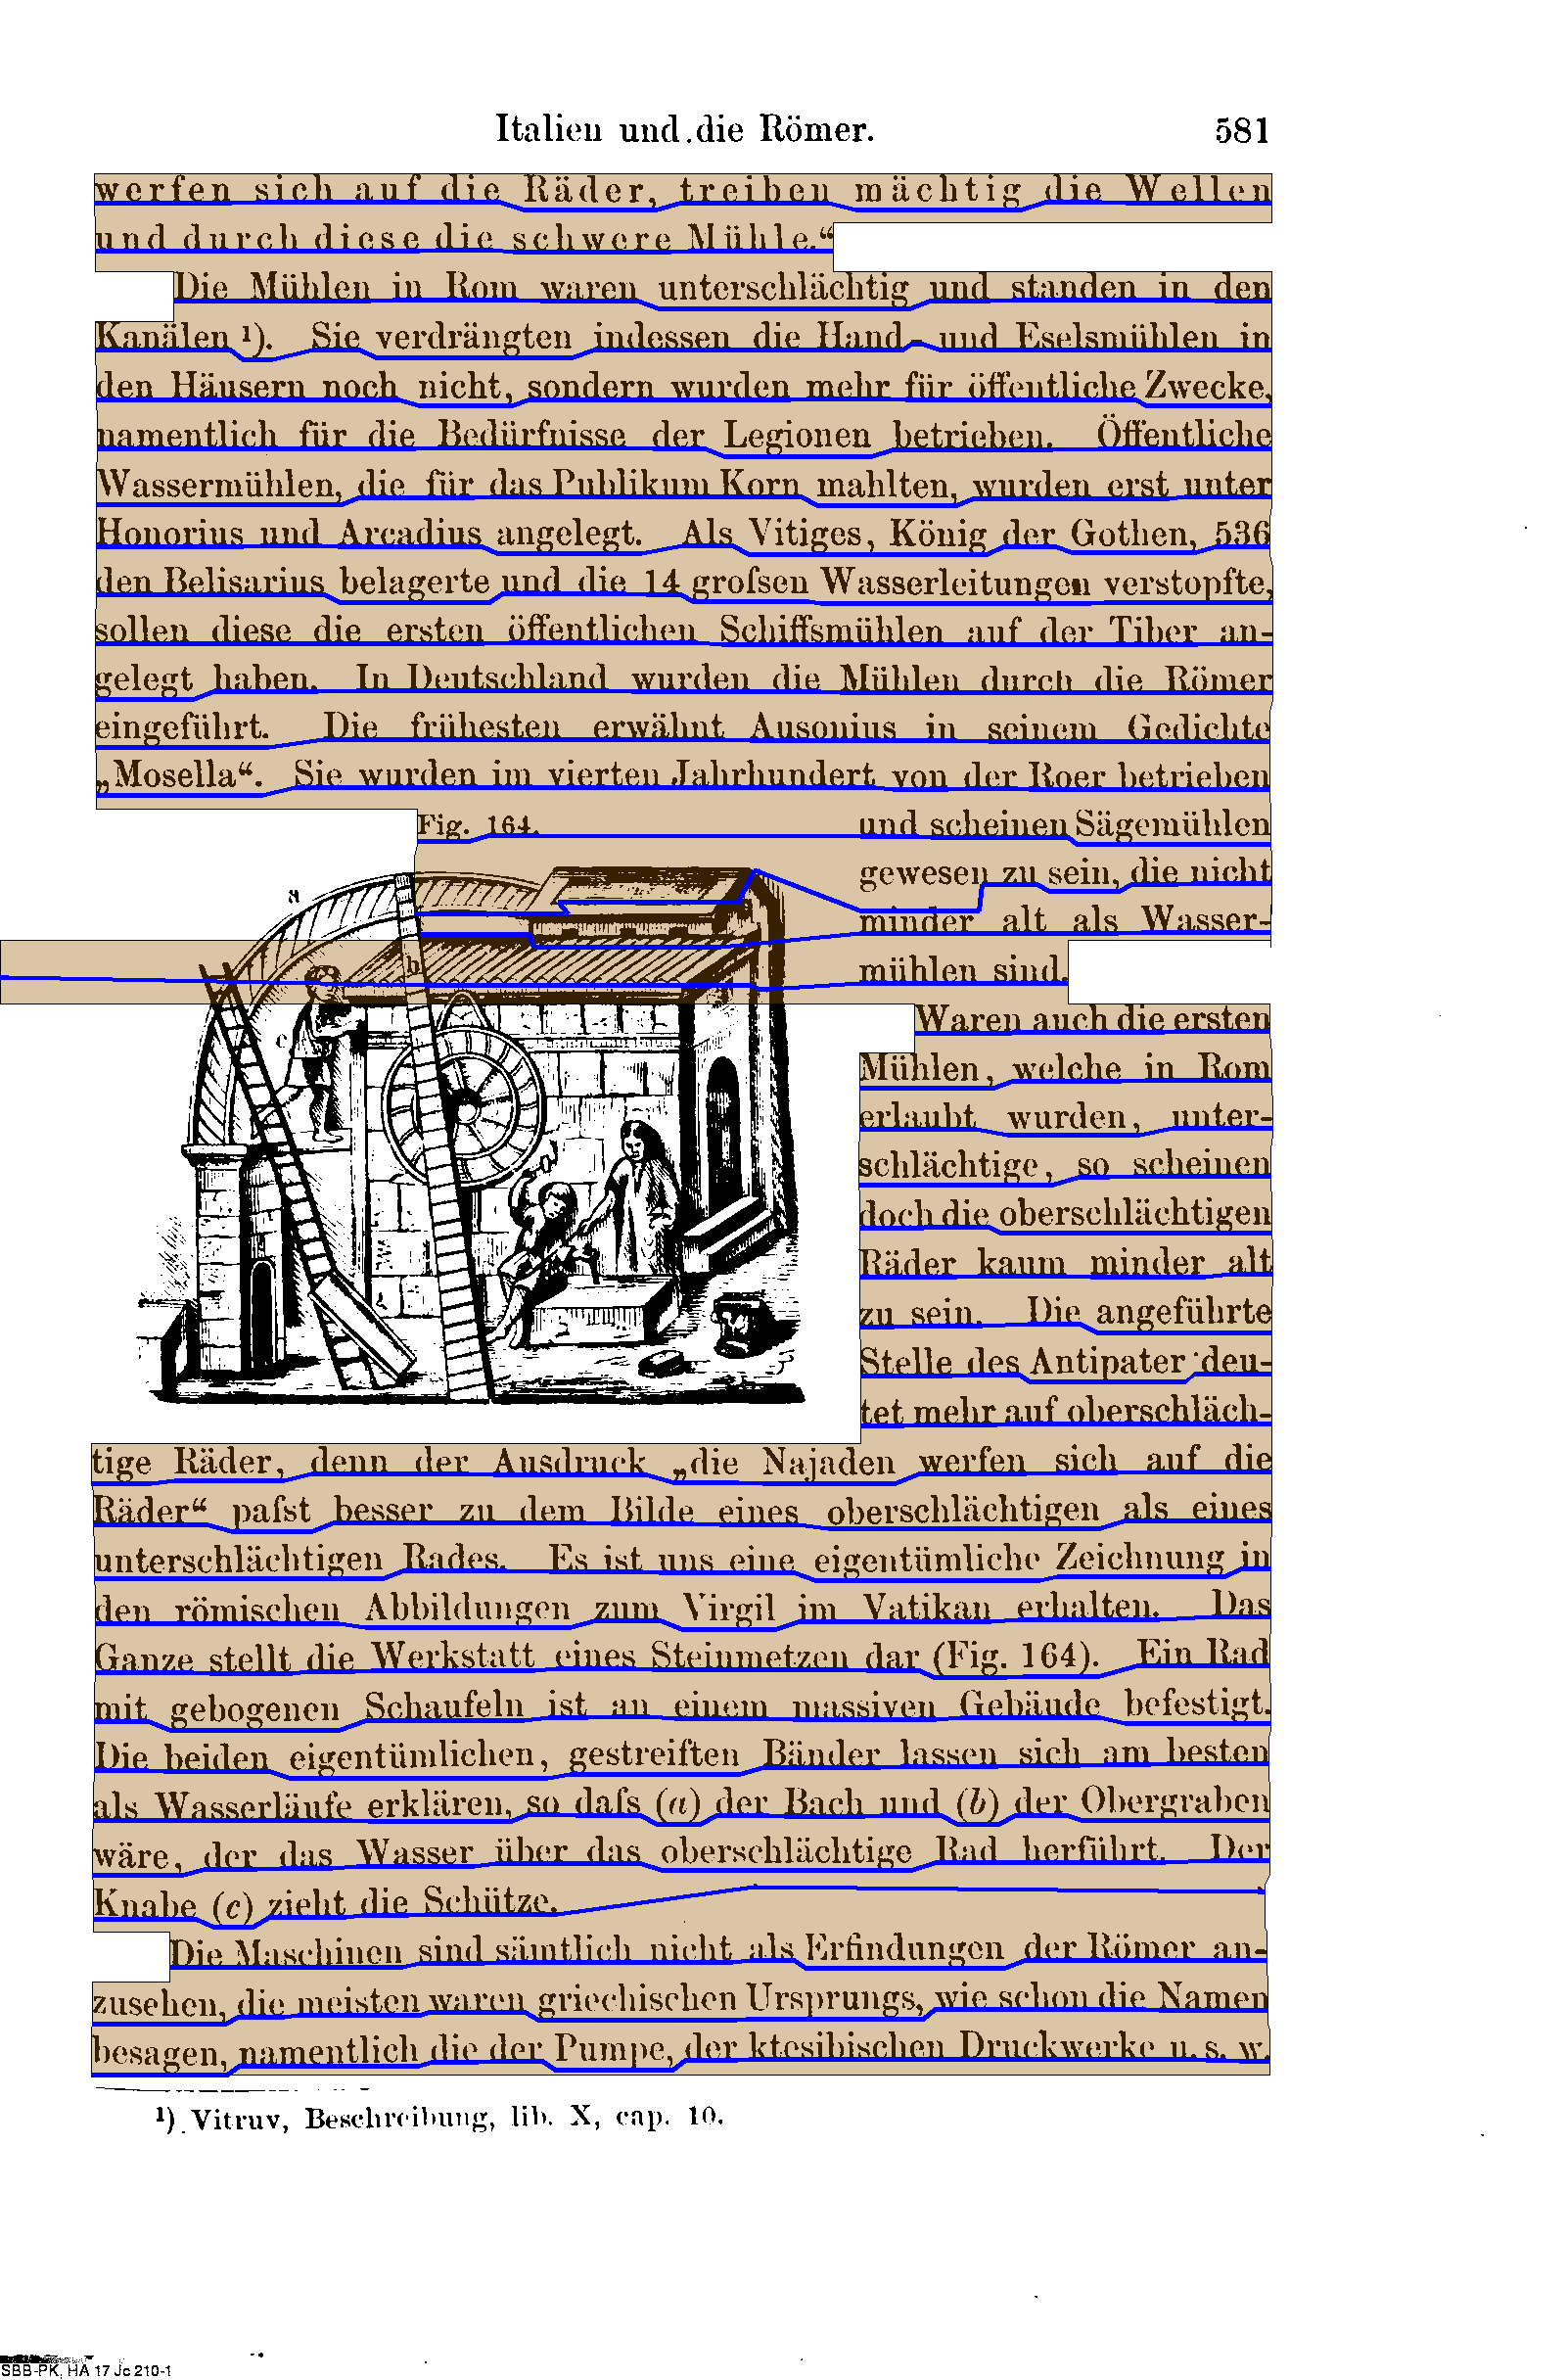 Italien und die Römer. 581
werfen sich auf die Räder, treiben mächtig die Wellen
und durch diese die schwere Mühle.“
Die Mühlen in Rom waren unterschlächtig und standen in den
Kanälen ¹). Sie verdrängten indessen die Hand- und Eselsmühlen in
den Häusern noch nicht, sondern wurden mehr für öffentliche Zwecke,
namentlich für die Bedürfnisse der Legionen betrieben. Öffentliche
Wassermühlen, die für das Publikum Korn mahlten, wurden erst unter
Honorius und Arcadius angelegt. Als Vitiges, König der Gothen, 536
den Belisarius belagerte und die 14 groſsen Wasserleitungen verstopfte,
sollen diese die ersten öffentlichen Schiffsmühlen auf der Tiber an-
gelegt haben. In Deutschland wurden die Mühlen durch die Römer
eingeführt. Die frühesten erwähnt Ausonius in seinem Gedichte
„Mosella“. Sie wurden im vierten Jahrhundert von der Roer betrieben
Fig. 164.
und scheinen Sägemühlen
gewesen zu sein, die nicht
minder alt als Wasser-
mühlen sind.
a
b
c
Waren auch die ersten
Mühlen, welche in Rom
erlaubt wurden, unter-
schlächtige, so scheinen
doch die oberschlächtigen
Räder kaum minder alt
zu sein. Die angeführte
Stelle des Antipater deu-
tet mehr auf oberschläch-
tige Räder, denn der Ausdruck „die Najaden werfen sich auf die
Räder“ paſst besser zu dem Bilde eines oberschlächtigen als eines
unterschlächtigen Rades. Es ist uns eine eigentümliche Zeichnung in
den römischen Abbildungen zum Virgil im Vatikan erhalten. Das
Ganze stellt die Werkstatt eines Steinmetzen dar (Fig. 164). Ein Rad
mit gebogenen Schaufeln ist an einem massiven Gebäude befestigt.
Die beiden eigentümlichen, gestreiften Bänder lassen sich am besten
als Wasserläufe erklären, so daſs (a) der Bach und (b) der Obergraben
wäre, der das Wasser über das oberschlächtige Rad herführt. Der
Knabe (c) zieht die Schütze.
Die Maschinen sind sämtlich nicht als Erfindungen der Römer an-
zusehen, die meisten waren griechischen Ursprungs, wie schon die Namen
besagen, namentlich die der Pumpe, der ktesibischen Druckwerke u. s. w.
¹) Vitruv, Beschreibung, lib. X, cap. 10.
SBB-PK, HA 17 Jc 210-1